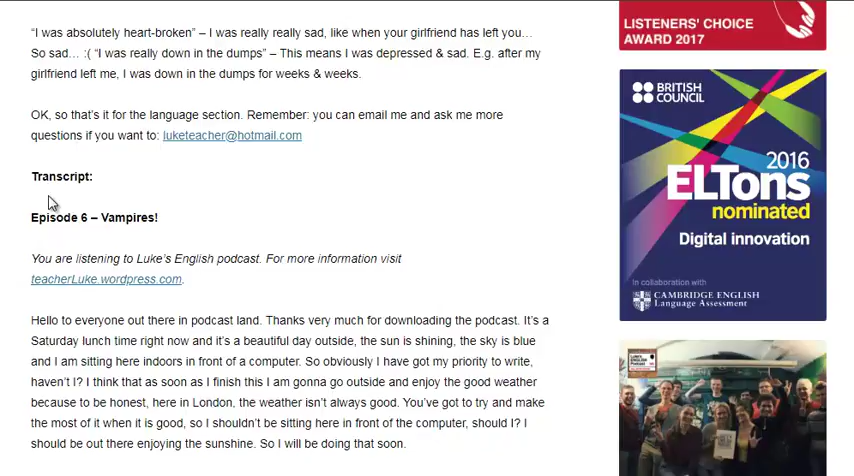 “I was absolutely heart-broken” – I was really really sad, like when your girlfriend has left you…
So sad… :( “I was really down in the dumps” – This means I was depressed & sad. E.g. after my
girlfriend left me, I was down in the dumps for weeks & weeks.
OK, so that’s it for the language section. Remember: you can email me and ask me more
questions if you want to: luketeacher@hotmail.com
Transcript:
Episode 6 – Vampires!
You are listening to Luke’s English podcast. For more information visit
teacherLuke.wordpress.com.
Hello to everyone out there in podcast land. Thanks very much for downloading the podcast. It’s a
Saturday lunch time right now and it’s a beautiful day outside, the sun is shining, the sky is blue
and I am sitting here indoors in front of a computer. So obviously I have got my priority to write,
haven’t I? I think that as soon as I finish this I am gonna go outside and enjoy the good weather
because to be honest, here in London, the weather isn’t always good. You’ve got to try and make
the most of it when it is good, so I shouldn’t be sitting here in front of the computer, should I? I
should be out there enjoying the sunshine. So I will be doing that soon.
LISTENERS' CHOICE
AWARD 2017
BRITISH
COUNCIL
2016
ELTons
nominated
Digital innovation
In collaboration with
CAMBRIDGE ENGLISH
Language Assessment